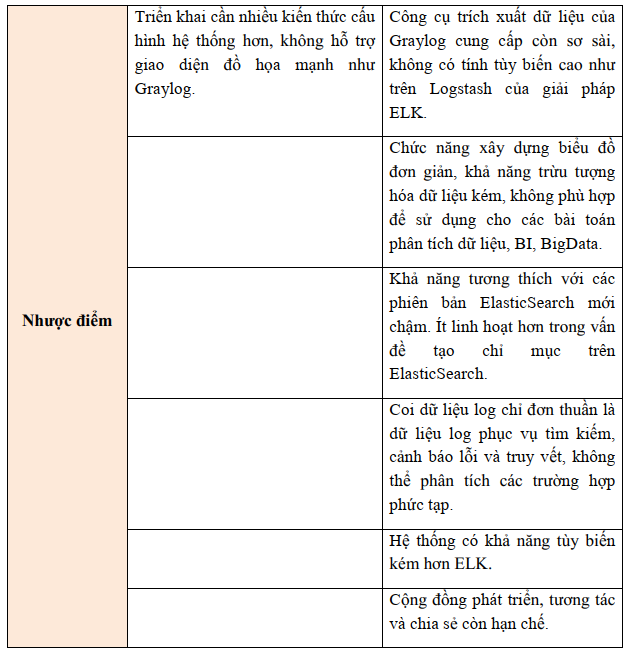 Nhược điểm
Triển khai cần nhiều kiến thức cấu
hình hệ thống hơn, không hỗ trợ
giao diện đồ họa mạnh như
Graylog.
Công cụ trích xuất dữ liệu của
Graylog cung cấp còn sơ sài,
không có tính tùy biến cao như
trên Logstash của giải pháp
ELK.
Chức năng xây dựng biểu đồ
đơn giản, khả năng trừu tượng
hóa dữ liệu kém, không phù hợp
để sử dụng cho các bài toán
phân tích dữ liệu, BI, BigData.
Khả năng tương thích với các
phiên bản ElasticSearch mới
chậm. Ít linh hoạt hơn trong vấn
đề tạo chỉ mục trên
ElasticSearch.
Coi dữ liệu log chỉ đơn thuần là
dữ liệu log phục vụ tìm kiếm,
cảnh báo lỗi và truy vết, không
thể phân tích các trường hợp
phức tạp.
Hệ thống có khả năng tùy biến
kém hơn ELK.
Cộng đồng phát triển, tương tác
và chia sẻ còn hạn chế.